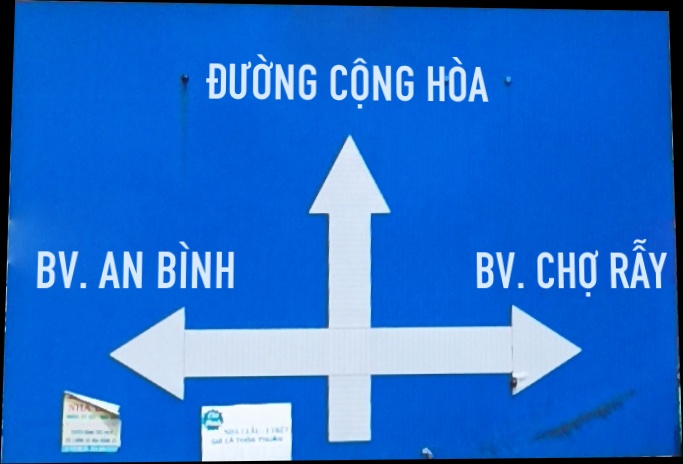 ĐƯỜNG CỘNG HÒA
BV. AN BÌNH
BV. CHỢ RẪY